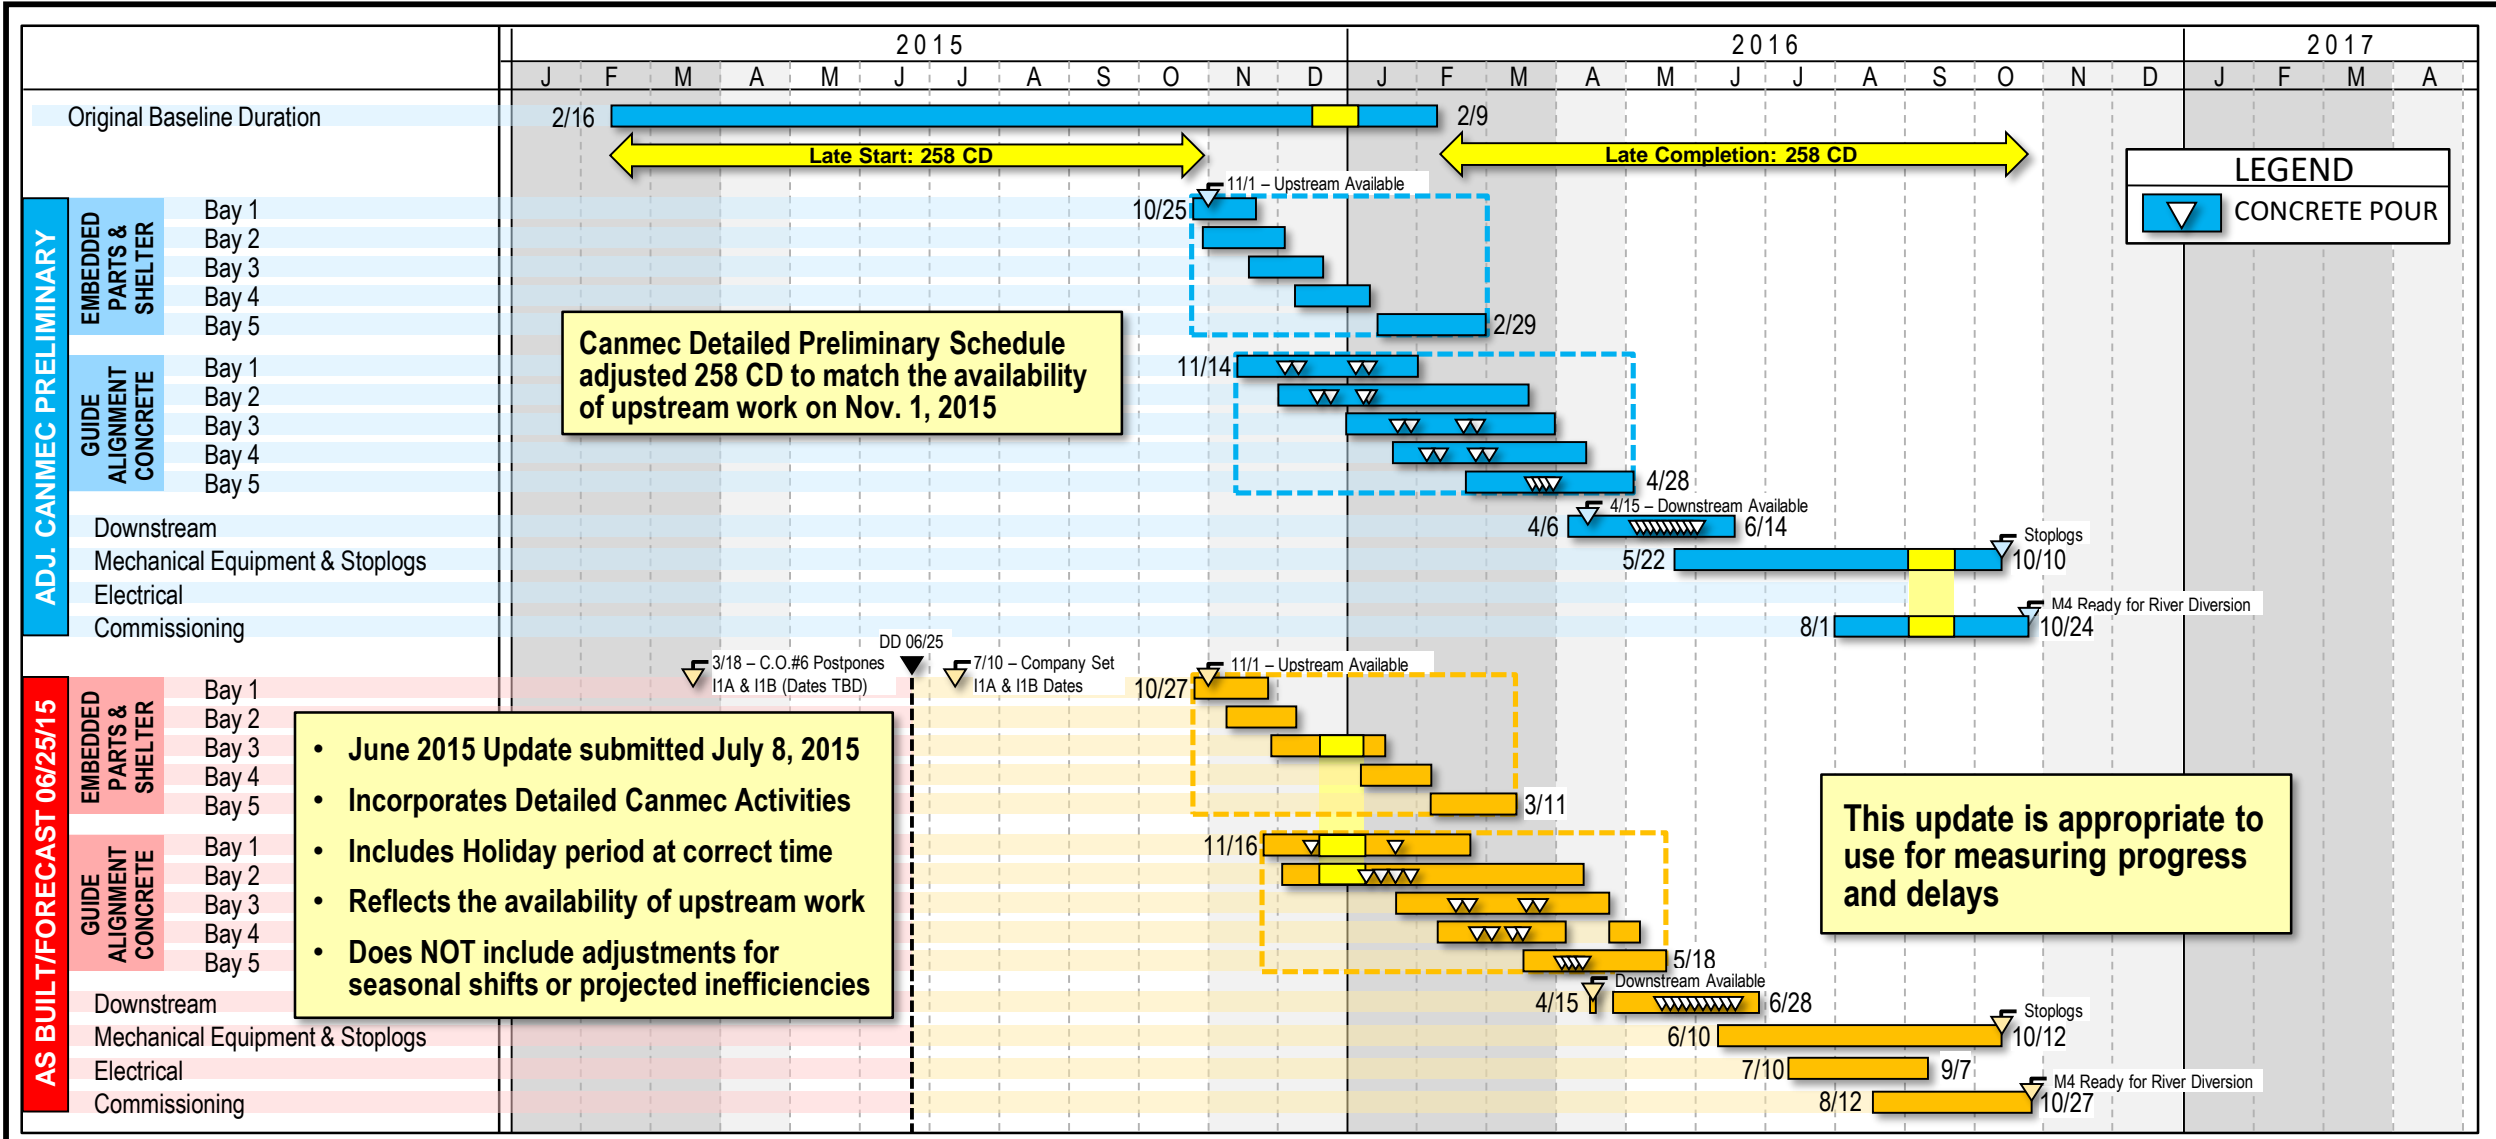 2015 2016 2017
J F M A M J J A S O N D J F M A M J J A S O N D J F M A
Original Baseline Duration 2/16 2/9
Late Start: 258 CD Late Completion: 258 CD
LEGEND
CONCRETE POUR
ADJ. CANMEC PRELIMINARY
EMBEDDED
PARTS &
SHELTER
11/1 – Upstream Available
Bay 1 10/25
Bay 2
Bay 3
Bay 4
Bay 5 2/29
Canmec Detailed Preliminary Schedule
adjusted 258 CD to match the availability
of upstream work on Nov. 1, 2015
GUIDE
ALIGNMENT
CONCRETE
Bay 1 11/14
Bay 2
Bay 3
Bay 4
Bay 5 4/28
4/15 – Downstream Available
Downstream 4/6 6/14
Stoplogs
Mechanical Equipment & Stoplogs 5/22 10/10
Electrical
M4 Ready for River Diversion
Commissioning 8/1 10/24
DD 06/25
3/18 – C.O.#6 Postpones
I1A & I1B (Dates TBD)
7/10 – Company Set
I1A & I1B Dates
11/1 – Upstream Available
AS BUILT/FORECAST 06/25/15
EMBEDDED
PARTS &
SHELTER
Bay 1 10/27
Bay 2
Bay 3
Bay 4
Bay 5 3/11
• June 2015 Update submitted July 8, 2015
• Incorporates Detailed Canmec Activities
• Includes Holiday period at correct time
• Reflects the availability of upstream work
• Does NOT include adjustments for
seasonal shifts or projected inefficiencies
This update is appropriate to
use for measuring progress
and delays
GUIDE
ALIGNMENT
CONCRETE
Bay 1 11/16
Bay 2
Bay 3
Bay 4
Bay 5 5/18
Downstream Available
Downstream 4/15 6/28
Stoplogs
Mechanical Equipment & Stoplogs 6/10 10/12
Electrical 7/10 9/7
M4 Ready for River Diversion
Commissioning 8/12 10/27